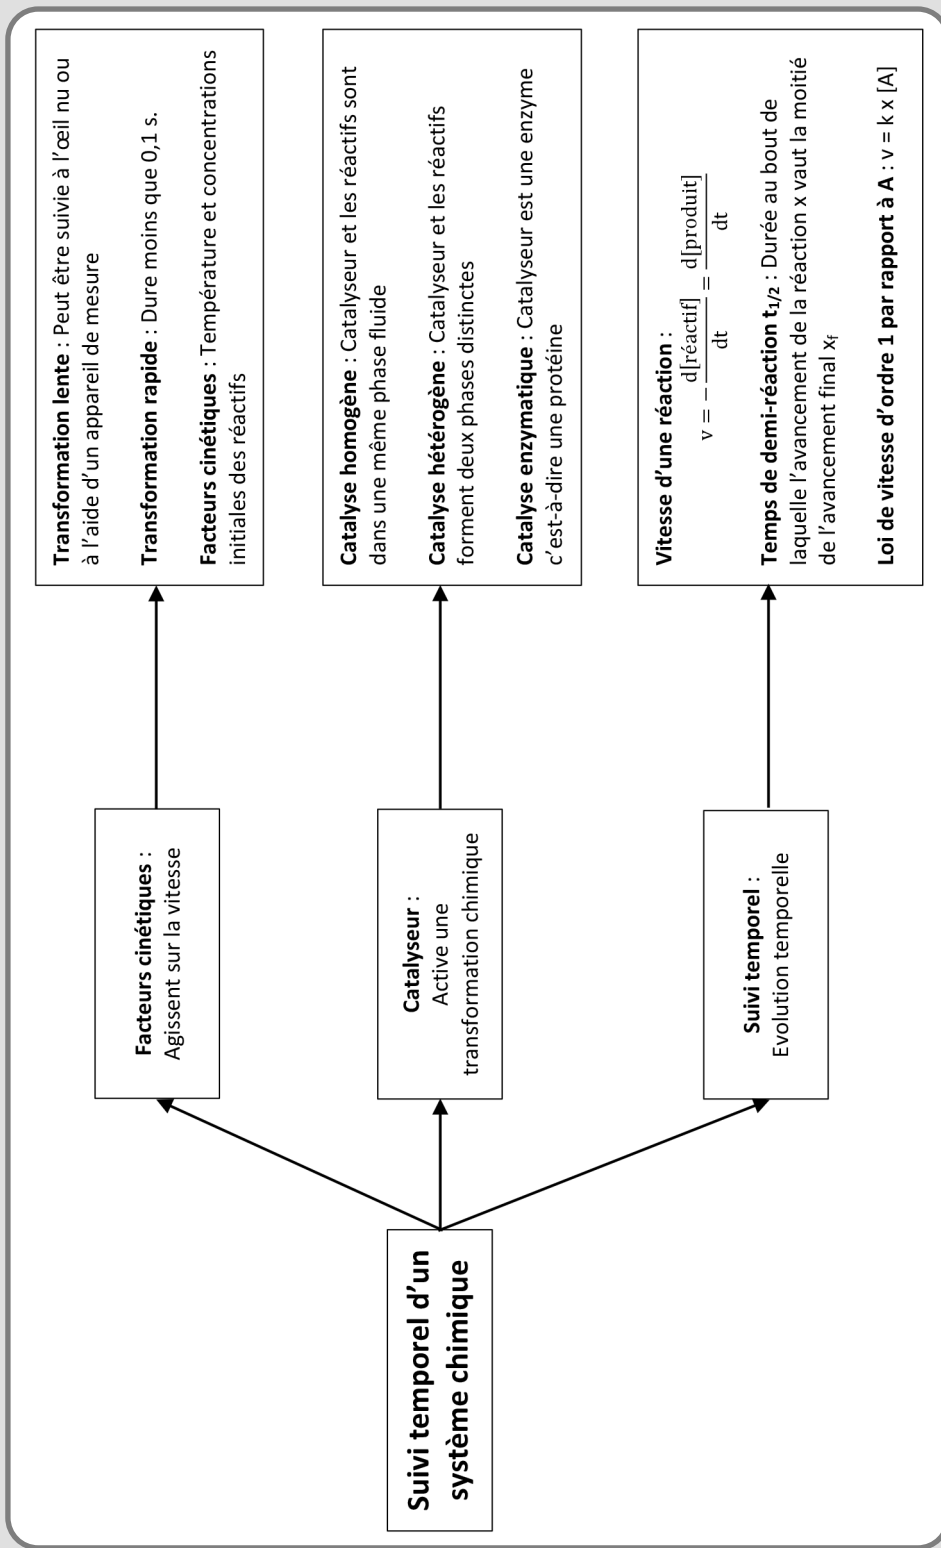 Suivi temporel d’un
système chimique
Facteurs cinétiques :
Agissent sur la vitesse
Transformation lente : Peut être suivie à l’œil nu ou
à l’aide d’un appareil de mesure
Transformation rapide : Dure moins que 0,1 s.
Facteurs cinétiques : Température et concentrations
initiales des réactifs
Catalyseur :
Active une
transformation chimique
Catalyse homogène : Catalyseur et les réactifs sont
dans une même phase fluide
Catalyse hétérogène : Catalyseur et les réactifs
forment deux phases distinctes
Catalyse enzymatique : Catalyseur est une enzyme
c’est-à-dire une protéine
Suivi temporel :
Evolution temporelle
Vitesse d’une réaction :
v = − d[réactif]/dt = d[produit]/dt
Temps de demi-réaction t₁/₂ : Durée au bout de
laquelle l’avancement de la réaction x vaut la moitié
de l’avancement final xf
Loi de vitesse d’ordre 1 par rapport à A : v = k x [A]